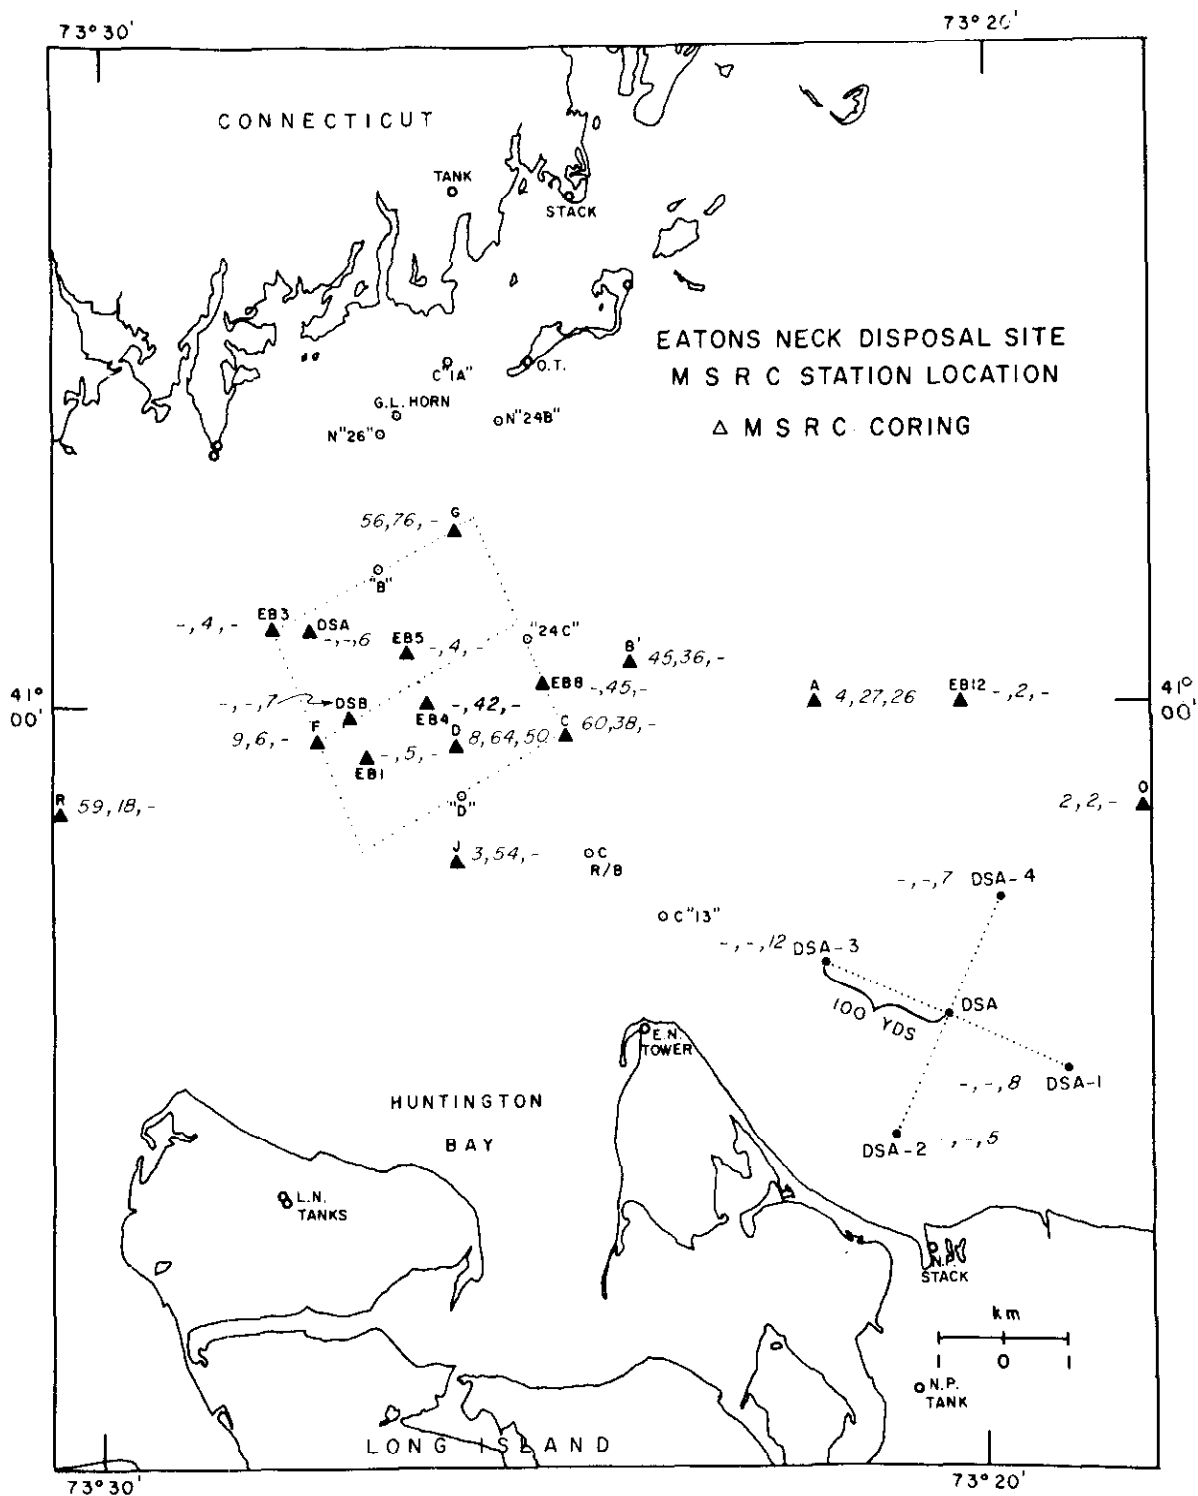 73° 30'
73° 20'
CONNECTICUT
TANK
STACK
EATONS NECK DISPOSAL SITE
MSRC STATION LOCATION
△ MSRC CORING
C"1A"
O.T.
G.L. HORN
N"24B"
N"26"
G
56,76,-
"B"
EB3
-,4,-
DSA
-,-,6
EB5
-,4,-
"24C"
B'
45,36,-
EB8
-,45,-
A
4,27,26
EB12
-,2,-
41°
00'
41°
00'
-,-,7
DSB
EB4
-,42,-
F
9,6,-
D
8,64,50
C
60,38,-
EB1
-,5,-
R
59,18,-
"D"
O
2,2,-
J
3,54,-
C
R/B
-,-,7
DSA-4
C"13"
-,-,12
DSA-3
100 YDS
DSA
E.N.
TOWER
-,-,8
DSA-1
DSA-2
-,-,5
HUNTINGTON
BAY
L.N.
TANKS
N.P.
STACK
km
1 0 1
N.P.
TANK
LONG ISLAND
73° 30'
73° 20'